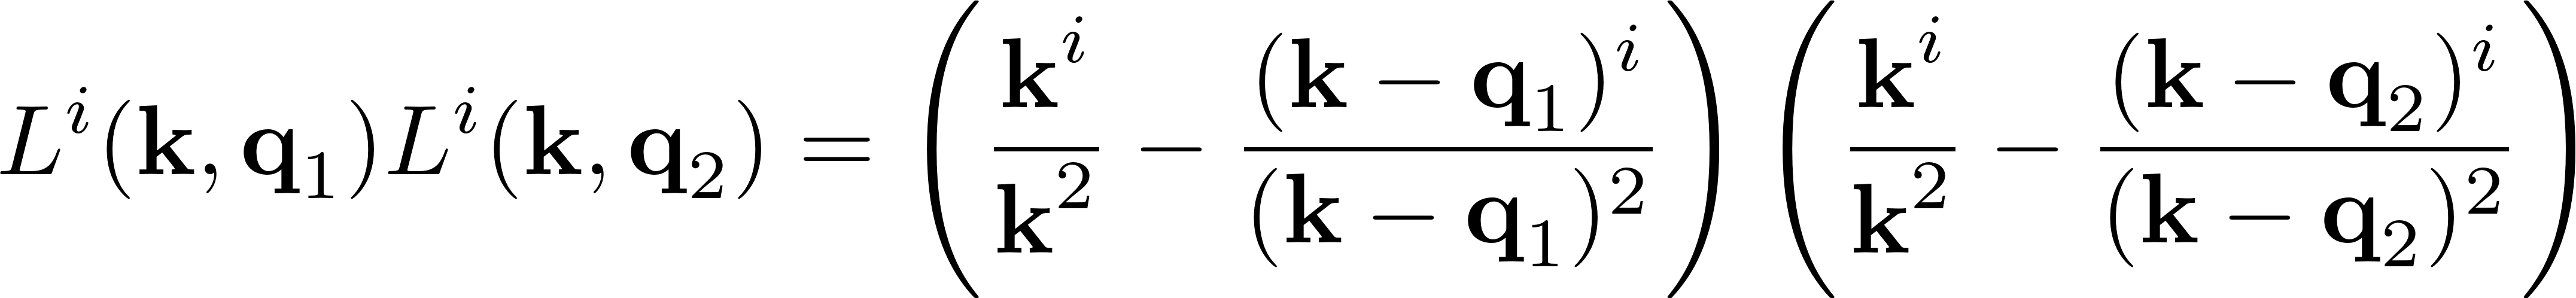 $L^i(\mathbf{k}, \mathbf{q}_1) L^i(\mathbf{k}, \mathbf{q}_2) = \left( \frac{\mathbf{k}^i}{\mathbf{k}^2} - \frac{(\mathbf{k} - \mathbf{q}_1)^i}{(\mathbf{k} - \mathbf{q}_1)^2} \right) \left( \frac{\mathbf{k}^i}{\mathbf{k}^2} - \frac{(\mathbf{k} - \mathbf{q}_2)^i}{(\mathbf{k} - \mathbf{q}_2)^2} \right)$